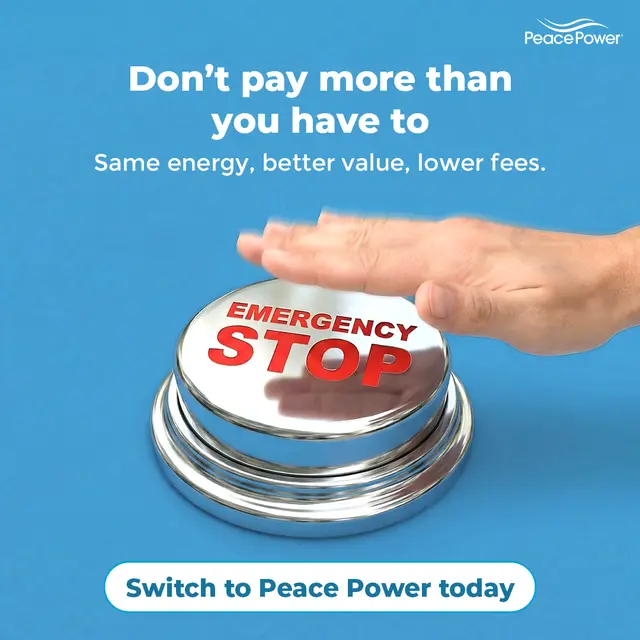 PeacePower
Don't pay more than
you have to
Same energy, better value, lower fees.
EMERGENCY
STOP
Switch to Peace Power today